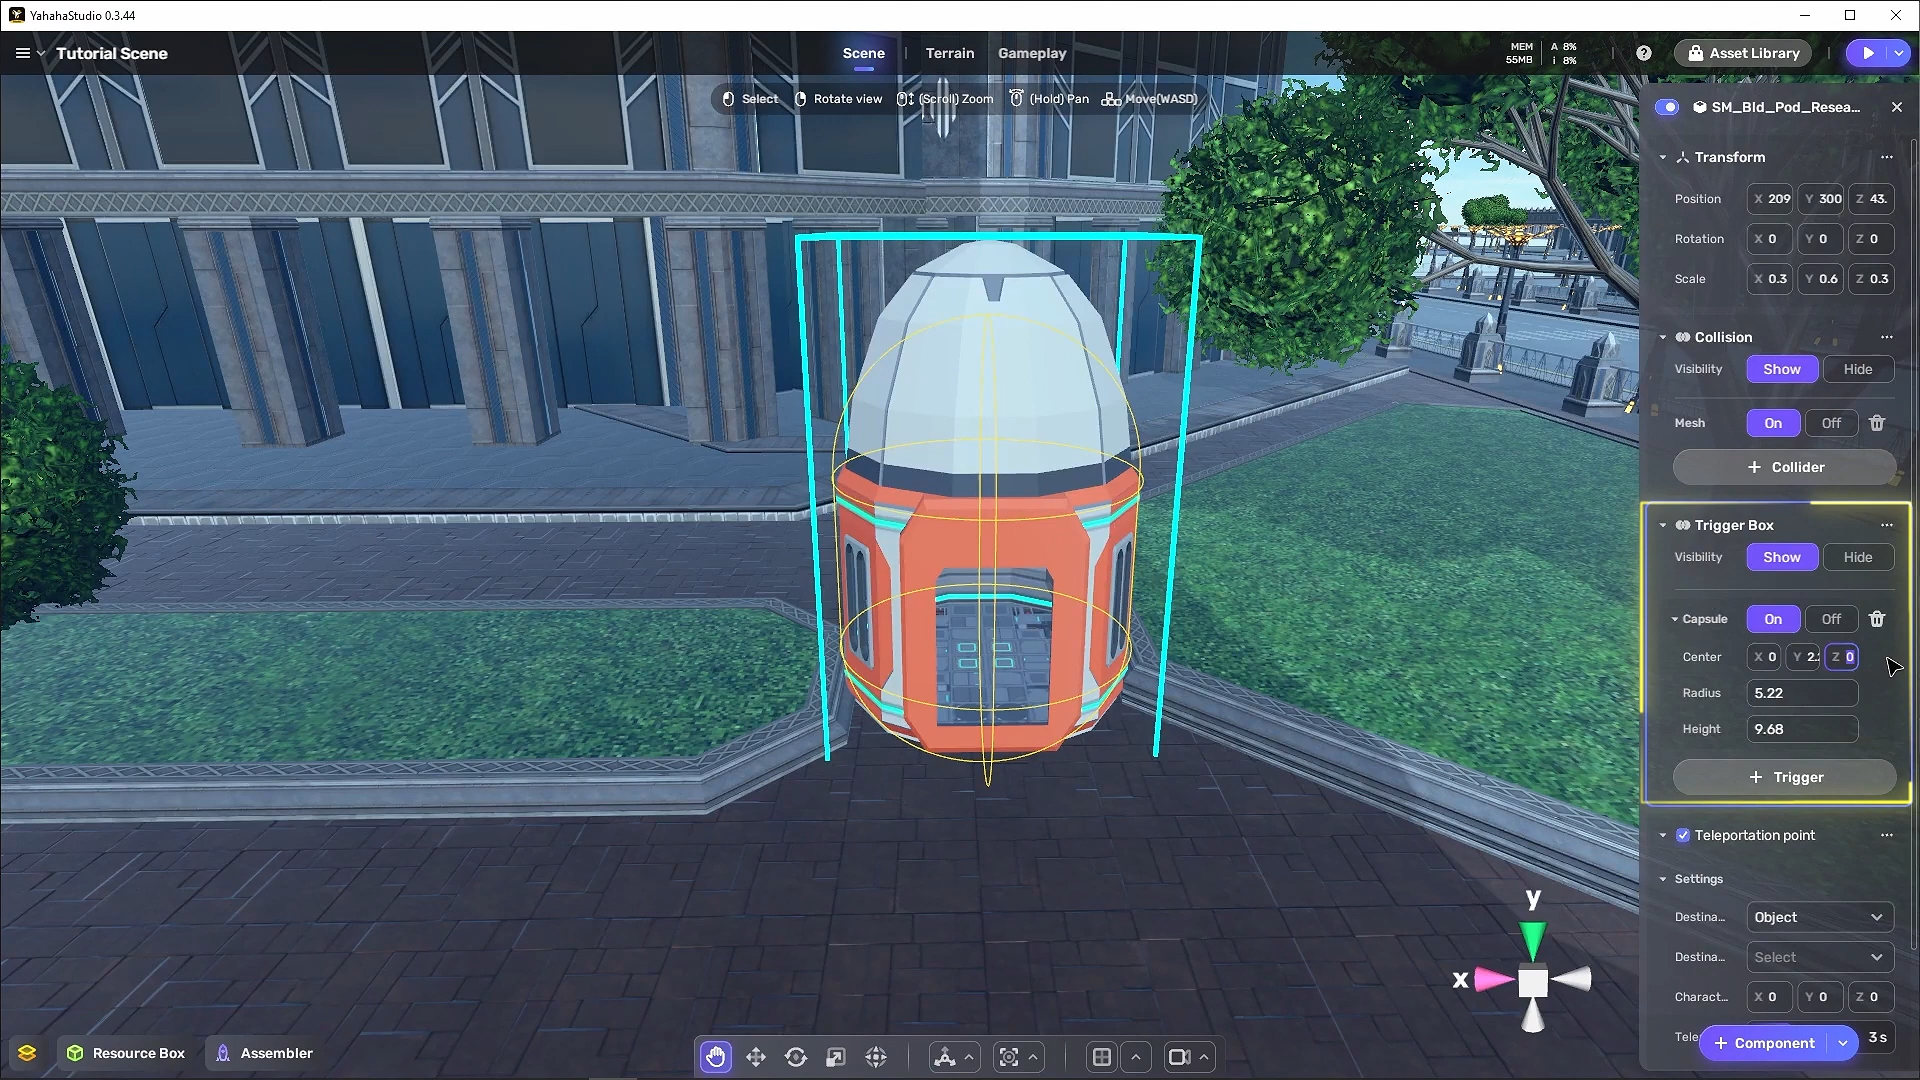 YahahaStudio 0.3.44
Tutorial Scene
Scene
Terrain
Gameplay
MEM
55MB
A 8%
i 8%
Asset Library
Select
Rotate view
(Scroll) Zoom
(Hold) Pan
Move(WASD)
SM_Bld_Pod_Resea...
Transform
Position X 209 Y 300 Z 43.
Rotation X 0 Y 0 Z 0
Scale X 0.3 Y 0.6 Z 0.3
Collision
Visibility Show Hide
Mesh On Off
+ Collider
Trigger Box
Visibility Show Hide
Capsule On Off
Center X 0 Y 2. Z 0
Radius 5.22
Height 9.68
+ Trigger
Teleportation point
Settings
Destina... Object
Destina... Select
Charact... X 0 Y 0 Z 0
Tele 3 s
+ Component
y
x
Resource Box
Assembler